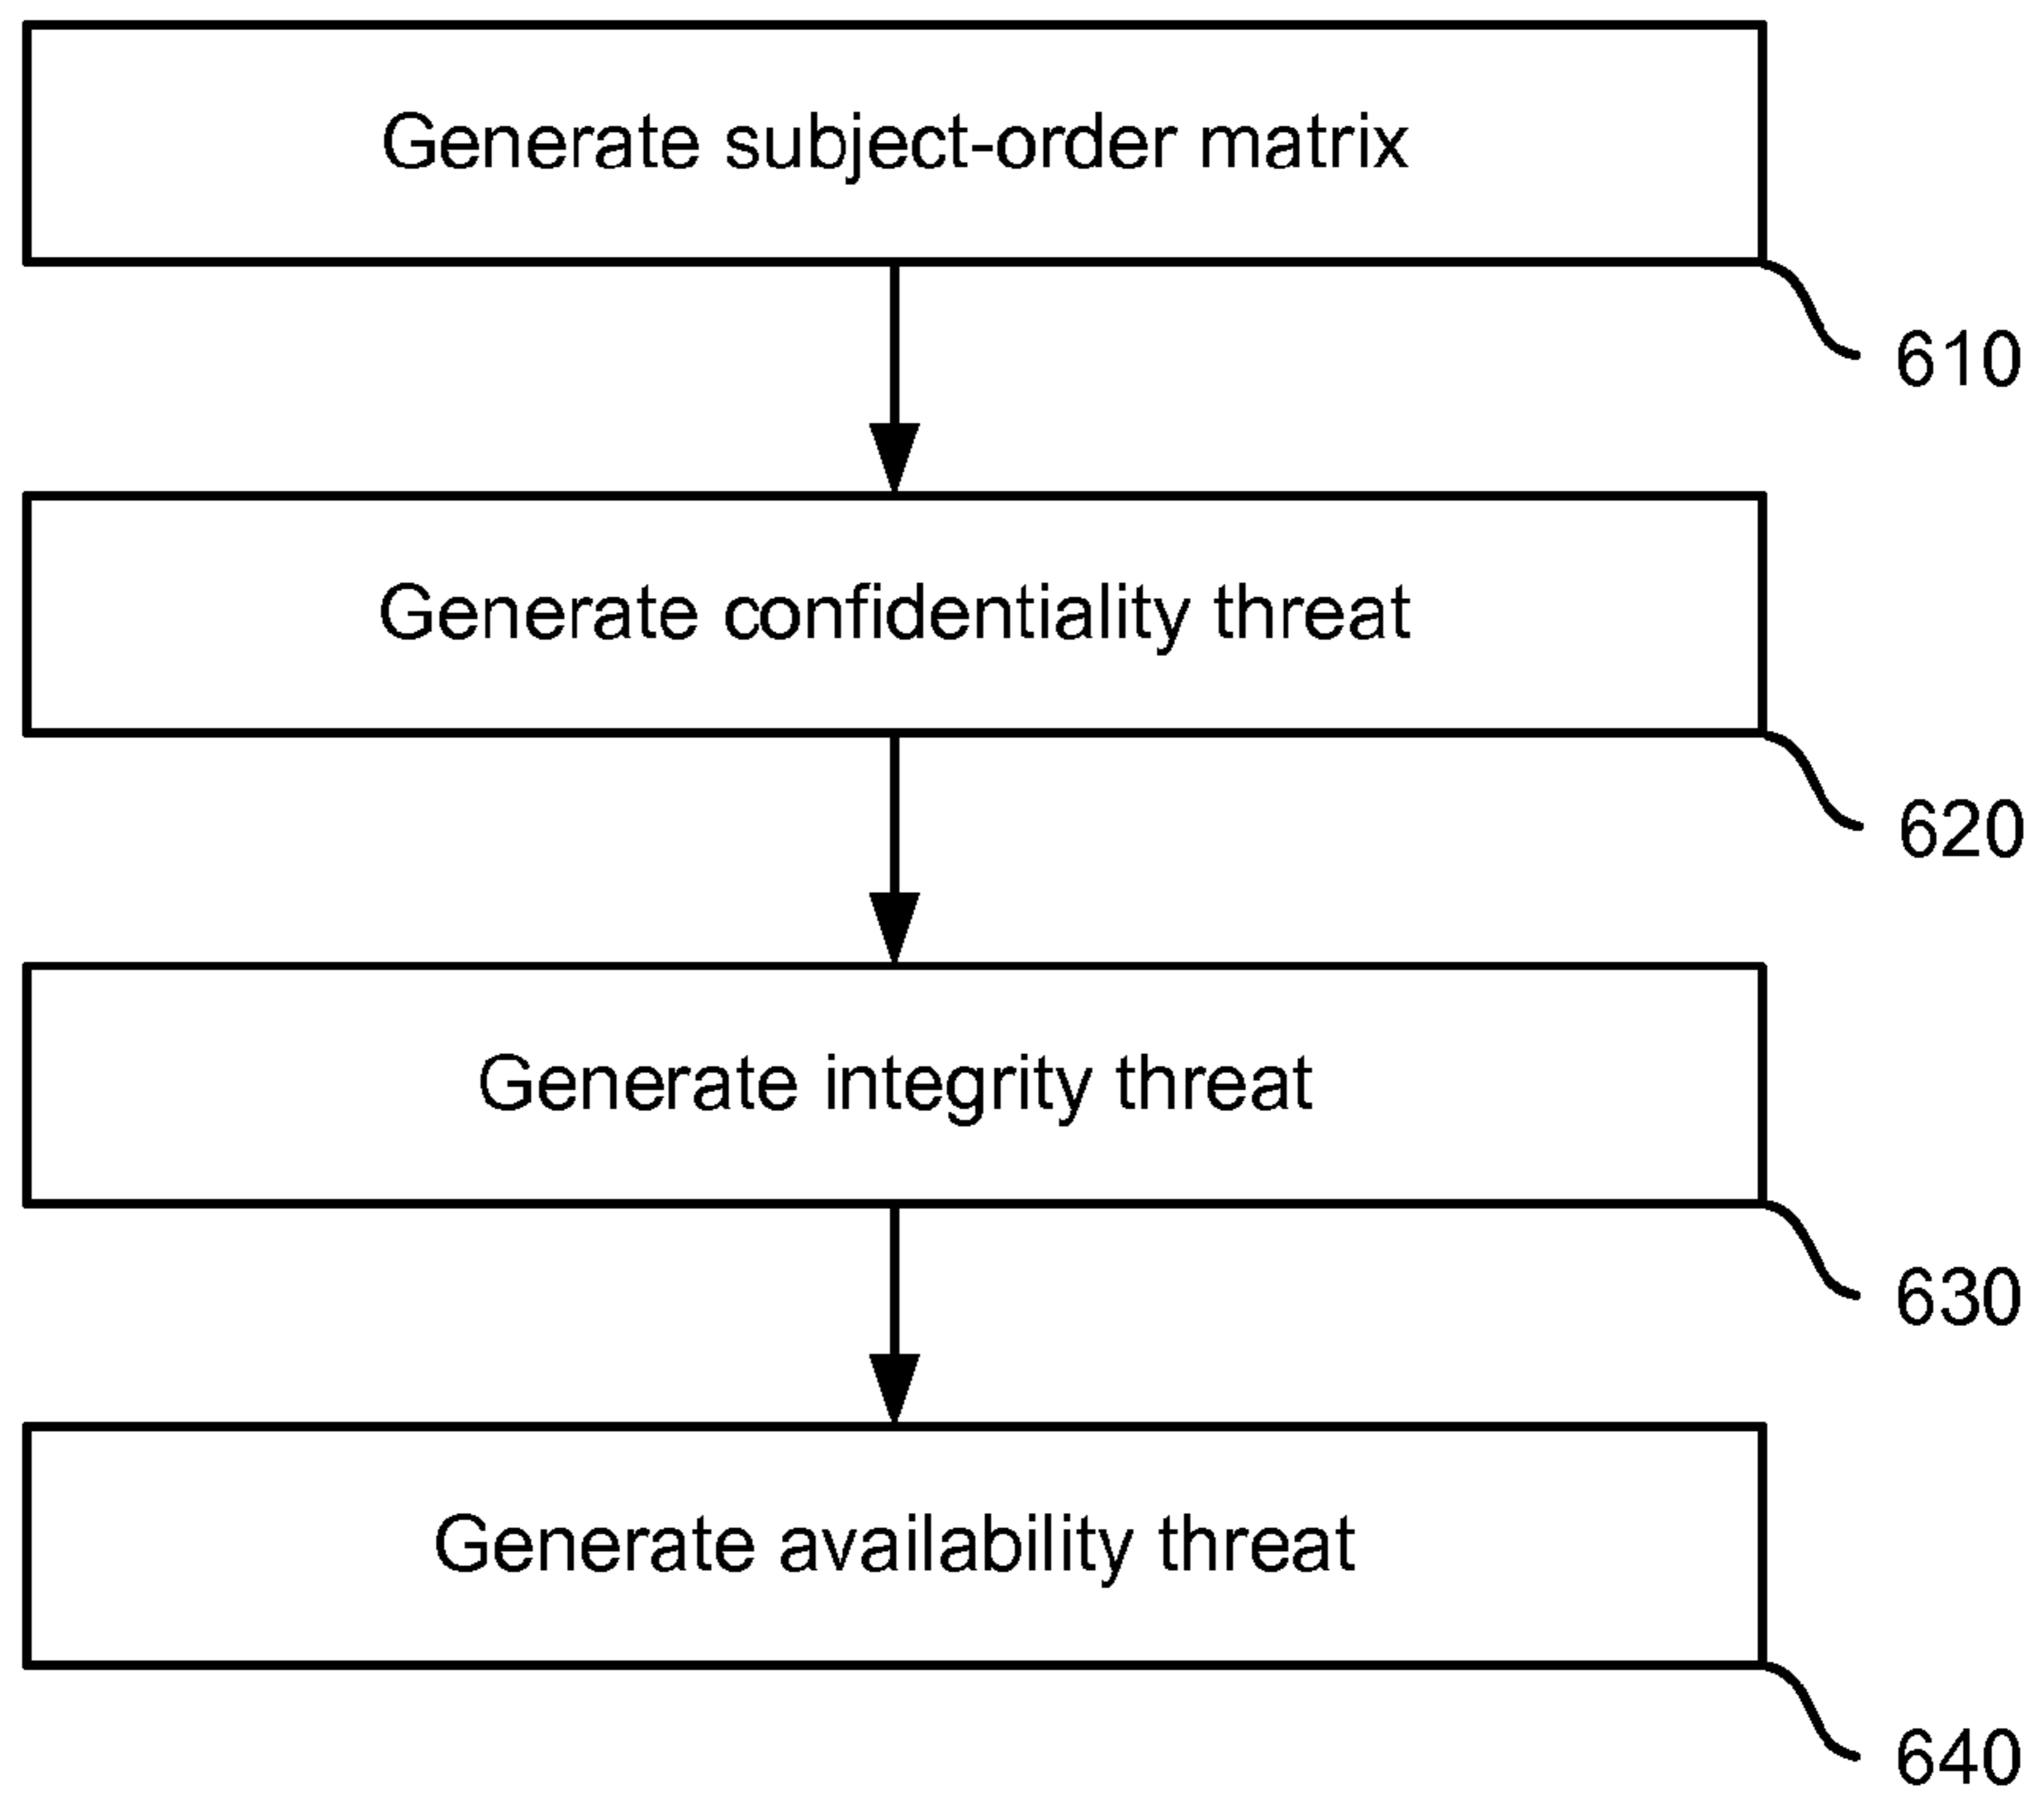 Generate subject-order matrix
610
Generate confidentiality threat
620
Generate integrity threat
630
Generate availability threat
640